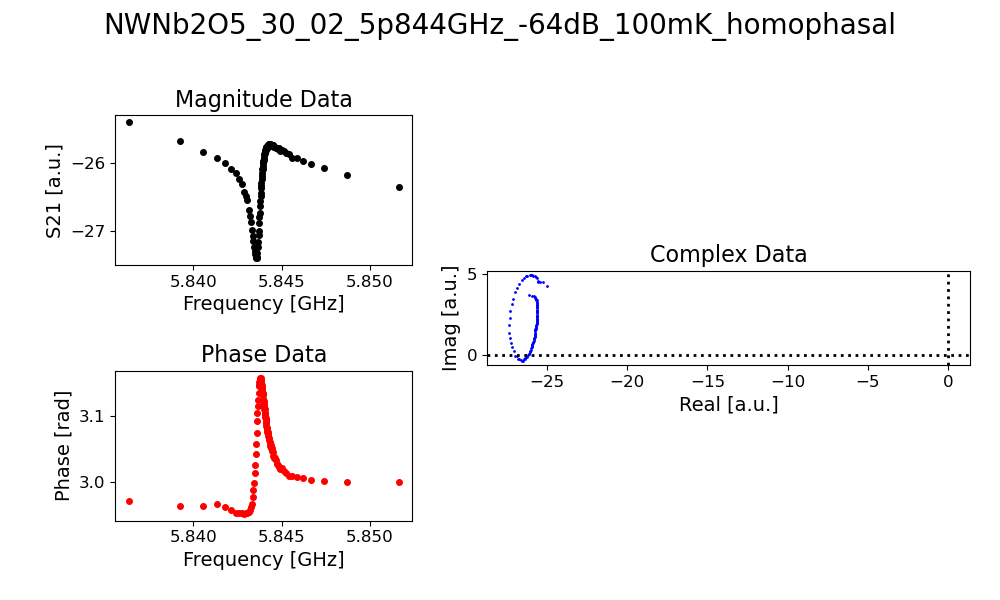 NWNb2O5_30_02_5p844GHz_-64dB_100mK_homophasal
Magnitude Data
S21 [a.u.]
−26
−27
5.840 5.845 5.850
Frequency [GHz]
Phase Data
Phase [rad]
3.1
3.0
5.840 5.845 5.850
Frequency [GHz]
Complex Data
Imag [a.u.]
5
0
−25 −20 −15 −10 −5 0
Real [a.u.]